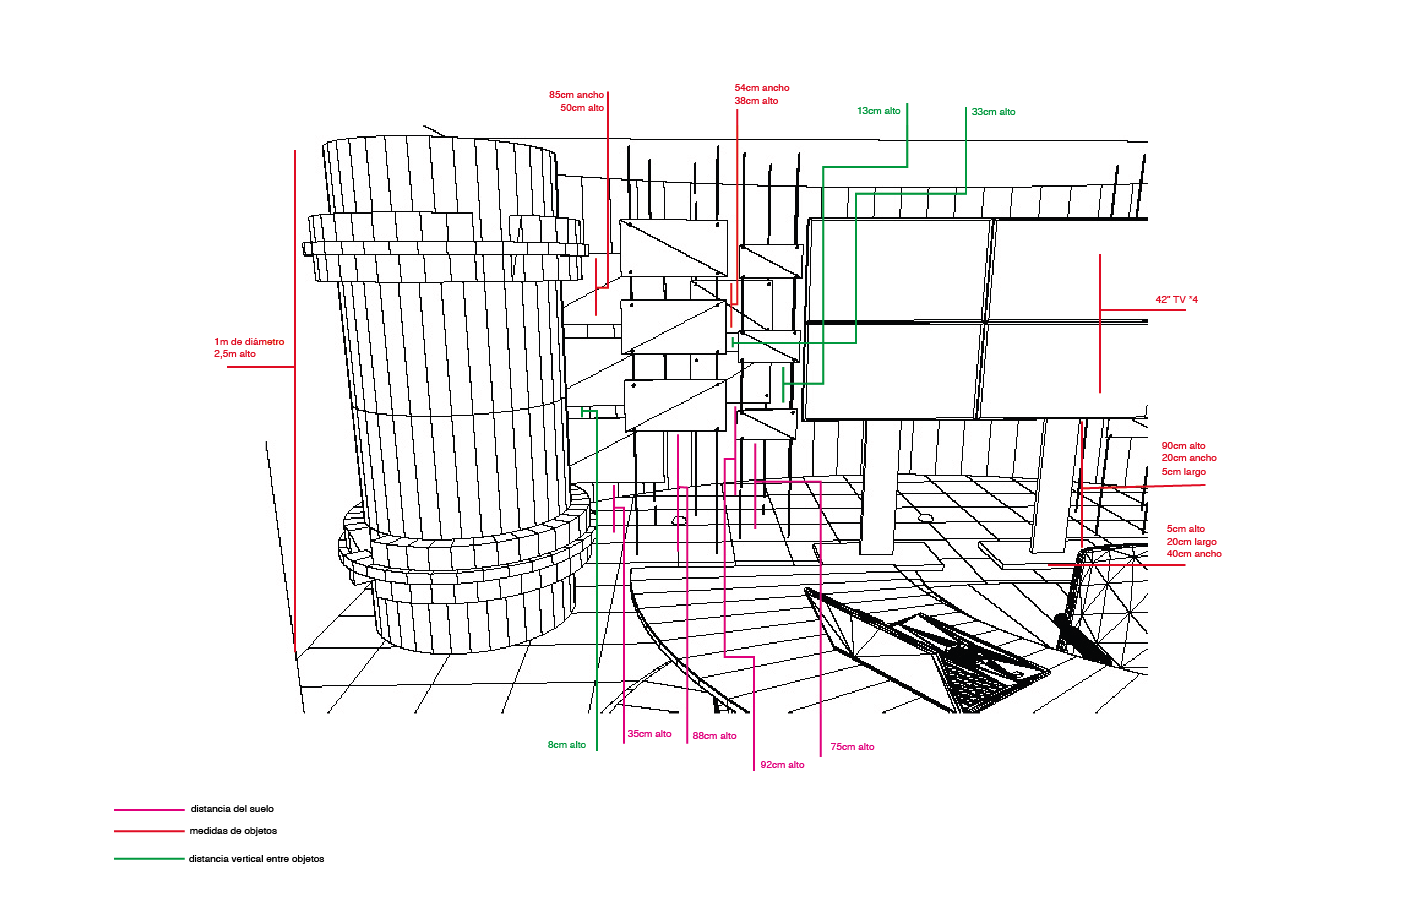 85cm ancho
50cm alto
54cm ancho
38cm alto
13cm alto
33cm alto
42" TV *4
1m de diámetro
2,5m alto
90cm alto
20cm ancho
5cm largo
5cm alto
20cm largo
40cm ancho
8cm alto
35cm alto
88cm alto
92cm alto
75cm alto
distancia del suelo
medidas de objetos
distancia vertical entre objetos